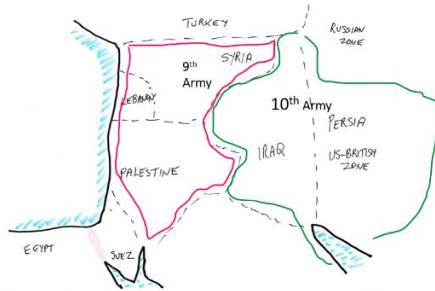 TURKEY
RUSSIAN
ZONE
9th
Army
SYRIA
LEBANON
10th Army
PERSIA
IRAQ
US-BRITISH
ZONE
PALESTINE
EGYPT
SUEZ